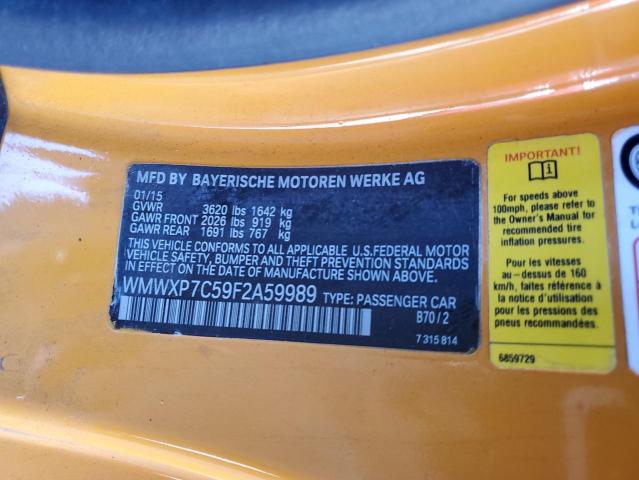 MFD BY BAYERISCHE MOTOREN WERKE AG
01/15
GVWR 3620 lbs 1642 kg
GAWR FRONT 2026 lbs 919 kg
GAWR REAR 1691 lbs 767 kg
THIS VEHICLE CONFORMS TO ALL APPLICABLE U.S. FEDERAL MOTOR
VEHICLE SAFETY, BUMPER AND THEFT PREVENTION STANDARDS
IN EFFECT ON THE DATE OF MANUFACTURE SHOWN ABOVE.
WMWXP7C59F2A59989 TYPE: PASSENGER CAR
B70/2
7 315 814
IMPORTANT!
For speeds above
100mph, please refer to
the Owner's Manual for
recommended tire
inflation pressures.
Pour les vitesses
au-dessus de 160
km/h, faites référence à
la notice d'utilisation
pour les pressions des
pneus recommandées.
6859729